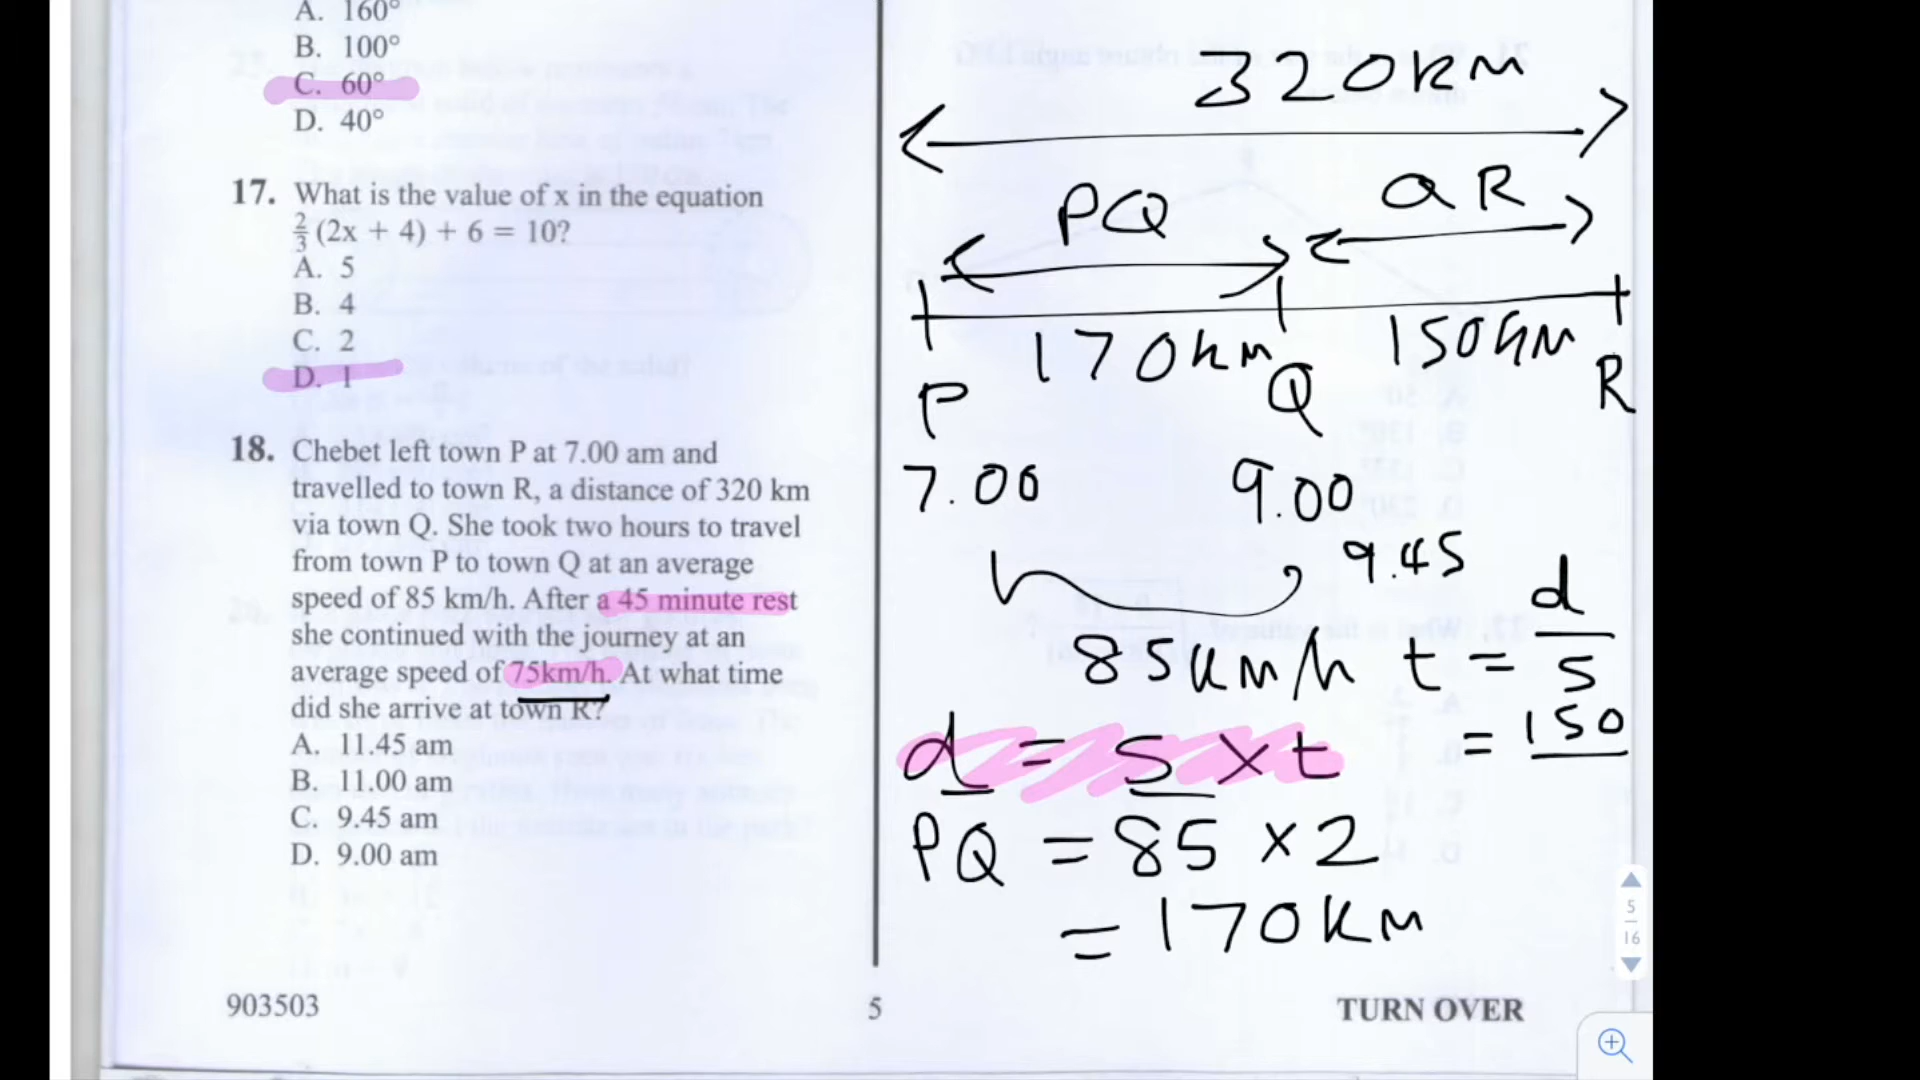 A. 160°
B. 100°
C. 60°
D. 40°
17. What is the value of x in the equation
2/3 (2x + 4) + 6 = 10?
A. 5
B. 4
C. 2
D. 1
18. Chebet left town P at 7.00 am and
travelled to town R, a distance of 320 km
via town Q. She took two hours to travel
from town P to town Q at an average
speed of 85 km/h. After a 45 minute rest
she continued with the journey at an
average speed of 75km/h. At what time
did she arrive at town R?
A. 11.45 am
B. 11.00 am
C. 9.45 am
D. 9.00 am
320km
PQ QR
170km 150km
P Q R
7.00 9.00
9.45
85km/h t = d/s
= 150
d = s × t
PQ = 85 × 2
= 170km
5
16
903503 5 TURN OVER